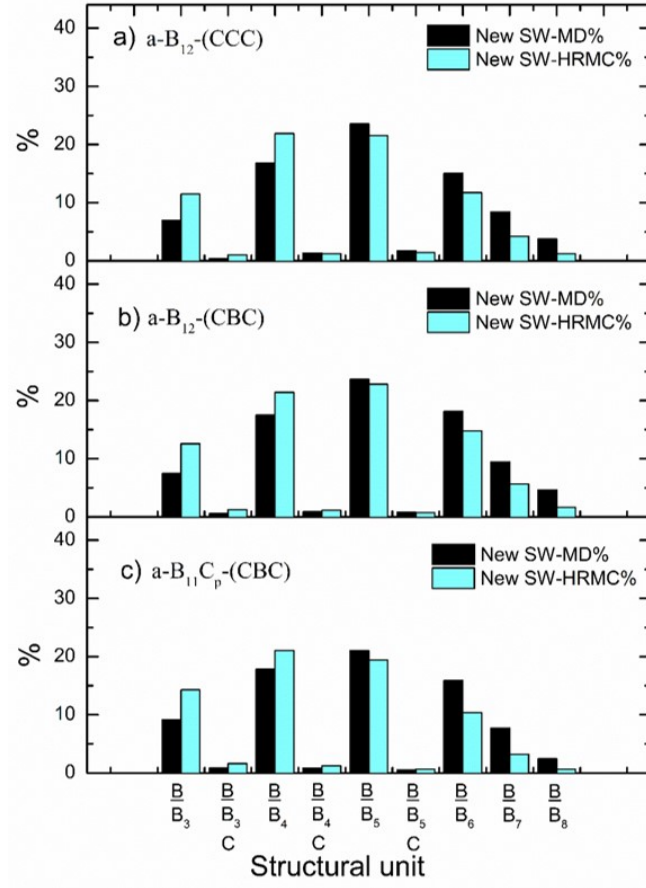 40
a) a-B₁₂-(CCC)
New SW-MD%
New SW-HRMC%
30
%
20
10
0
40
b) a-B₁₂-(CBC)
New SW-MD%
New SW-HRMC%
30
%
20
10
0
40
c) a-B₁₁Cₚ-(CBC)
New SW-MD%
New SW-HRMC%
30
%
20
10
0
B B B B B B B B B
B₃ B₃ B₄ B₄ B₅ B₅ B₆ B₇ B₈
C C C
Structural unit